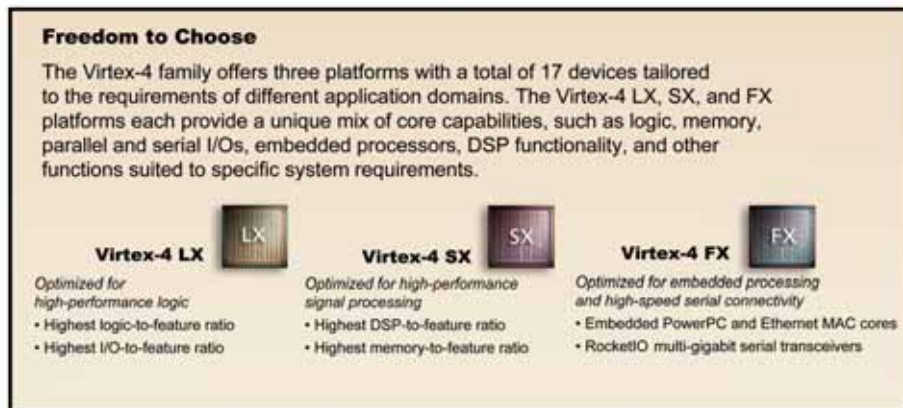 Freedom to Choose
The Virtex-4 family offers three platforms with a total of 17 devices tailored
to the requirements of different application domains. The Virtex-4 LX, SX, and FX
platforms each provide a unique mix of core capabilities, such as logic, memory,
parallel and serial I/Os, embedded processors, DSP functionality, and other
functions suited to specific system requirements.
LX
Virtex-4 LX
Optimized for
high-performance logic
• Highest logic-to-feature ratio
• Highest I/O-to-feature ratio
SX
Virtex-4 SX
Optimized for high-performance
signal processing
• Highest DSP-to-feature ratio
• Highest memory-to-feature ratio
FX
Virtex-4 FX
Optimized for embedded processing
and high-speed serial connectivity
• Embedded PowerPC and Ethernet MAC cores
• RocketIO multi-gigabit serial transceivers